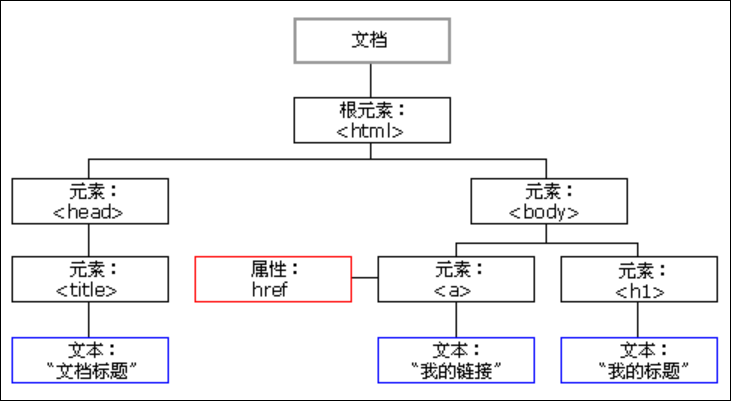 文档
根元素：
<html>
元素：
<head>
元素：
<body>
元素：
<title>
属性：
href
元素：
<a>
元素：
<h1>
文本：
“文档标题”
文本：
“我的链接”
文本：
“我的标题”